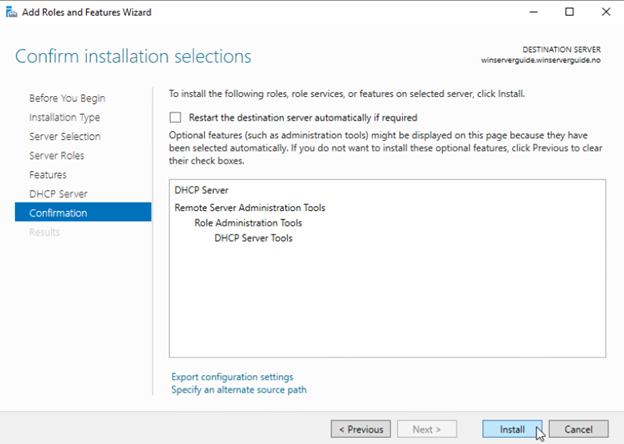 Add Roles and Features Wizard
Confirm installation selections
DESTINATION SERVER
winserverguide.winserverguide.no
Before You Begin
Installation Type
Server Selection
Server Roles
Features
DHCP Server
Confirmation
Results
To install the following roles, role services, or features on selected server, click Install.
Restart the destination server automatically if required
Optional features (such as administration tools) might be displayed on this page because they have
been selected automatically. If you do not want to install these optional features, click Previous to clear
their check boxes.
DHCP Server
Remote Server Administration Tools
Role Administration Tools
DHCP Server Tools
Export configuration settings
Specify an alternate source path
< Previous
Next >
Install
Cancel